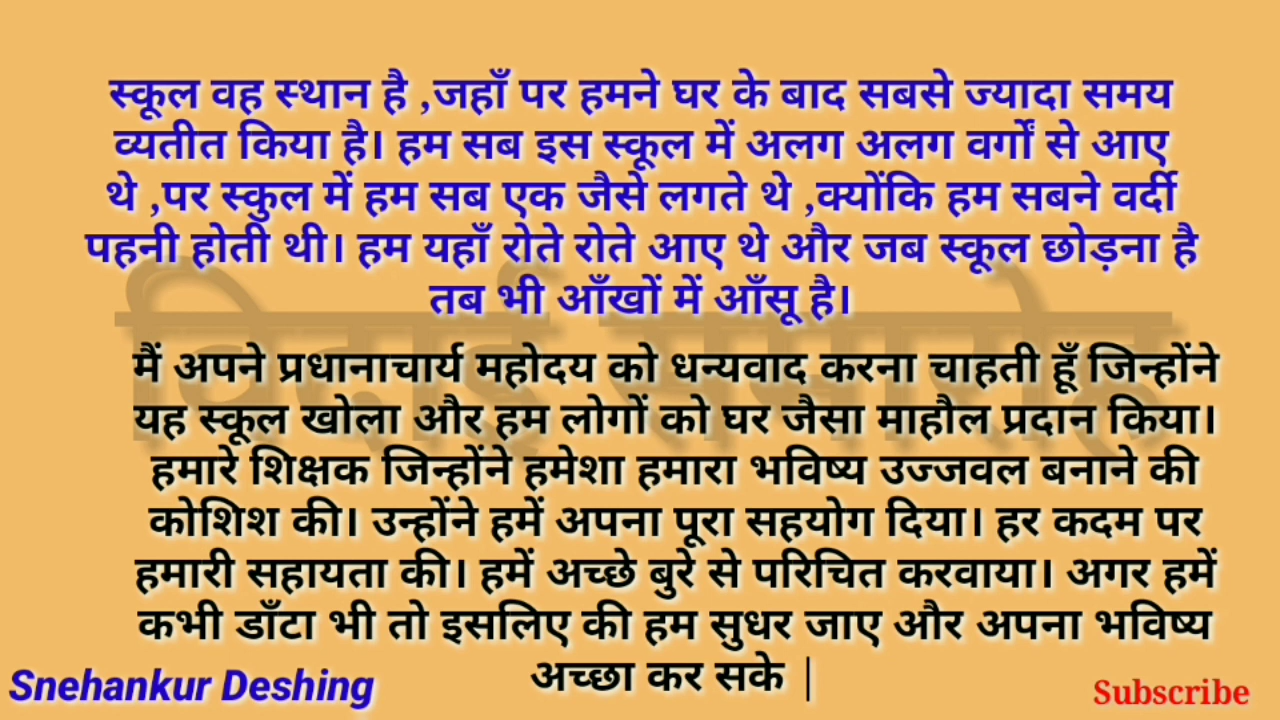 स्कूल वह स्थान है ,जहाँ पर हमने घर के बाद सबसे ज्यादा समय
व्यतीत किया है। हम सब इस स्कूल में अलग अलग वर्गों से आए
थे ,पर स्कुल में हम सब एक जैसे लगते थे ,क्योंकि हम सबने वर्दी
पहनी होती थी। हम यहाँ रोते रोते आए थे और जब स्कूल छोड़ना है
तब भी आँखों में आँसू है।
विदाई समारोह
मैं अपने प्रधानाचार्य महोदय को धन्यवाद करना चाहती हूँ जिन्होंने
यह स्कूल खोला और हम लोगों को घर जैसा माहौल प्रदान किया।
हमारे शिक्षक जिन्होंने हमेशा हमारा भविष्य उज्जवल बनाने की
कोशिश की। उन्होंने हमें अपना पूरा सहयोग दिया। हर कदम पर
हमारी सहायता की। हमें अच्छे बुरे से परिचित करवाया। अगर हमें
कभी डाँटा भी तो इसलिए की हम सुधर जाए और अपना भविष्य
अच्छा कर सके |
Snehankur Deshing
Subscribe